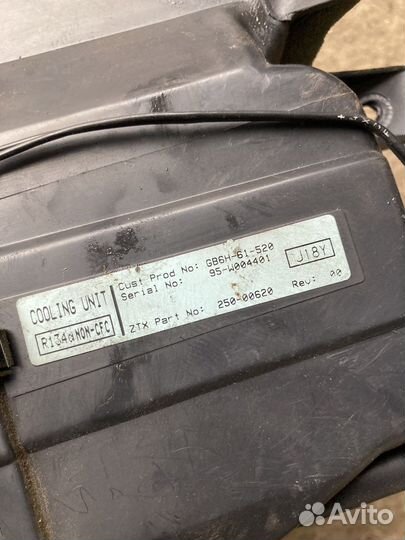 COOLING UNIT
R134a NON-CFC
Cust Prod No: GB6H-61-520
Serial No: 95-W004401
J18Y
ZTX Part No: 250-00620 Rev: 00
Avito